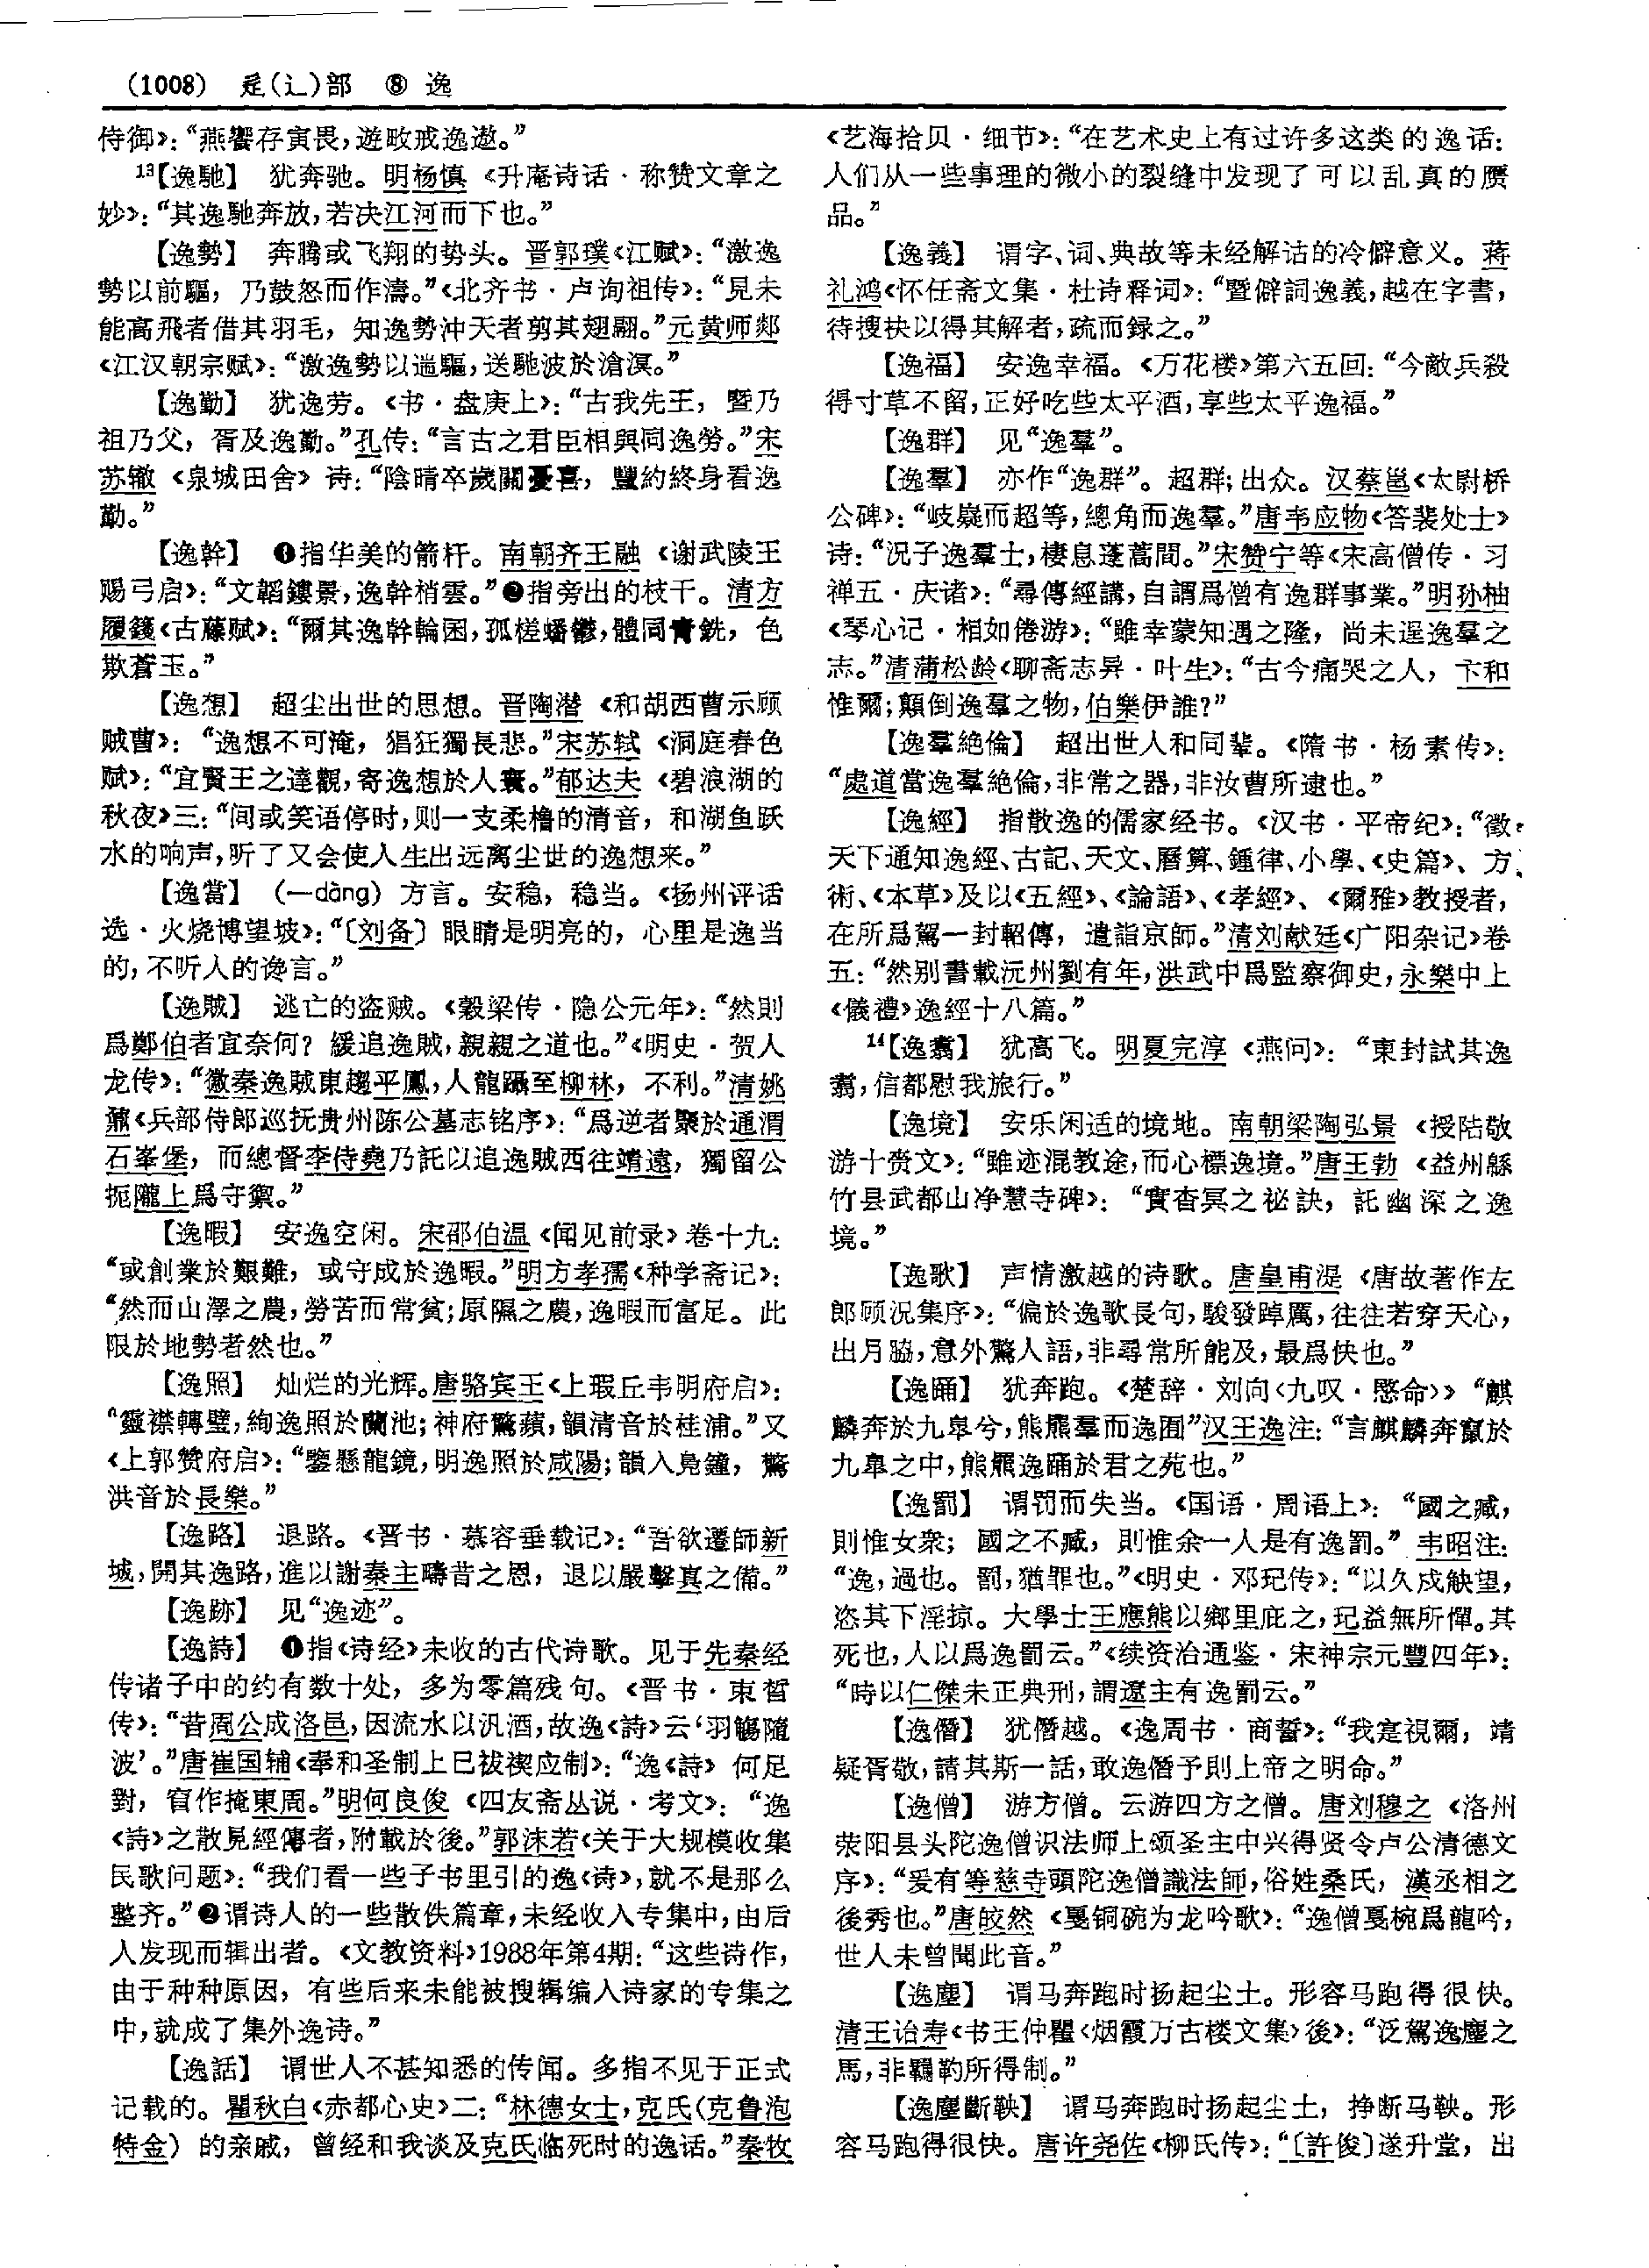 (1008) 辵(辶)部 ⑧ 逸
侍御》：“燕饗存寅畏，遊畋戒逸遨。”
13【逸馳】 犹奔驰。明杨慎《升庵诗话·称赞文章之
妙》：“其逸馳奔放，若决江河而下也。”
【逸勢】 奔腾或飞翔的势头。晋郭璞《江赋》：“激逸
勢以前驅，乃鼓怒而作濤。”《北齐书·卢询祖传》：“見未
能高飛者借其羽毛，知逸勢沖天者剪其翅翮。”元黄师郯
《江汉朝宗赋》：“激逸勢以遄驅，送馳波於滄溟。”
【逸勤】 犹逸劳。《书·盘庚上》：“古我先王，暨乃
祖乃父，胥及逸勤。”孔传：“言古之君臣相與同逸勞。”宋
苏辙《泉城田舍》诗：“陰晴卒歲關憂喜，豐約終身看逸
勤。”
【逸幹】 ❶指华美的箭杆。南朝齐王融《谢武陵王
赐弓启》：“文韜鏤景，逸幹梢雲。”❷指旁出的枝干。清方
履籛《古藤赋》：“爾其逸幹輪囷，孤槎蟠鬱，體同青銑，色
欺蒼玉。”
【逸想】 超尘出世的思想。晋陶潜《和胡西曹示顾
贼曹》：“逸想不可淹，猖狂獨長悲。”宋苏轼《洞庭春色
赋》：“宜賢王之達觀，寄逸想於人寰。”郁达夫《碧浪湖的
秋夜》三：“间或笑语停时，则一支柔橹的清音，和湖鱼跃
水的响声，听了又会使人生出远离尘世的逸想来。”
【逸當】 （—dàng）方言。安稳，稳当。《扬州评话
选·火烧博望坡》：“〔刘备〕眼睛是明亮的，心里是逸当
的，不听人的谗言。”
【逸賊】 逃亡的盗贼。《穀梁传·隐公元年》：“然則
爲鄭伯者宜奈何？緩追逸賊，親親之道也。”《明史·贺人
龙传》：“徽秦逸賊東趨平鳳，人龍躡至柳林，不利。”清姚
鼐《兵部侍郎巡抚贵州陈公墓志铭序》：“爲逆者聚於通渭
石峯堡，而總督李侍堯乃託以追逸賊西往靖遠，獨留公
扼隴上爲守禦。”
【逸暇】 安逸空闲。宋邵伯温《闻见前录》卷十九：
“或創業於艱難，或守成於逸暇。”明方孝孺《种学斋记》：
“然而山澤之農，勞苦而常貧；原隰之農，逸暇而富足。此
限於地勢者然也。”
【逸照】 灿烂的光辉。唐骆宾王《上瑕丘韦明府启》：
“靈襟轉璧，絢逸照於蘭池；神府驚蘋，韻清音於桂浦。”又
《上郭赞府启》：“鑒懸龍鏡，明逸照於咸陽；韻入凫鐘，驚
洪音於長樂。”
【逸路】 退路。《晋书·慕容垂载记》：“吾欲遷師新
城，開其逸路，進以謝秦主疇昔之恩，退以嚴擊真之備。”
【逸跡】 见“逸迹”。
【逸詩】 ❶指《诗经》未收的古代诗歌。见于先秦经
传诸子中的约有数十处，多为零篇残句。《晋书·束皙
传》：“昔周公成洛邑，因流水以汎酒，故逸《詩》云‘羽觴隨
波’。”唐崔国辅《奉和圣制上巳祓禊应制》：“逸《詩》何足
對，窅作掩東周。”明何良俊《四友斋丛说·考文》：“逸
《詩》之散見經傳者，附載於後。”郭沫若《关于大规模收集
民歌问题》：“我们看一些子书里引的逸《诗》，就不是那么
整齐。”❷谓诗人的一些散佚篇章，未经收入专集中，由后
人发现而辑出者。《文教资料》1988年第4期：“这些诗作，
由于种种原因，有些后来未能被搜辑编入诗家的专集之
中，就成了集外逸诗。”
【逸話】 谓世人不甚知悉的传闻。多指不见于正式
记载的。瞿秋白《赤都心史》二：“林德女士，克氏（克鲁泡
特金）的亲戚，曾经和我谈及克氏临死时的逸话。”秦牧
《艺海拾贝·细节》：“在艺术史上有过许多这类的逸话：
人们从一些事理的微小的裂缝中发现了可以乱真的赝
品。”
【逸義】 谓字、词、典故等未经解诂的冷僻意义。蒋
礼鸿《怀任斋文集·杜诗释词》：“暨僻詞逸義，越在字書，
待搜抉以得其解者，疏而録之。”
【逸福】 安逸幸福。《万花楼》第六五回：“今敵兵殺
得寸草不留，正好吃些太平酒，享些太平逸福。”
【逸群】 见“逸羣”。
【逸羣】 亦作“逸群”。超群；出众。汉蔡邕《太尉桥
公碑》：“岐嶷而超等，總角而逸羣。”唐韦应物《答裴处士》
诗：“况子逸羣士，棲息蓬蒿間。”宋赞宁等《宋高僧传·习
禅五·庆诸》：“尋傳經講，自謂爲僧有逸群事業。”明孙柚
《琴心记·相如倦游》：“雖幸蒙知遇之隆，尚未逞逸羣之
志。”清蒲松龄《聊斋志异·叶生》：“古今痛哭之人，卞和
惟爾；顛倒逸羣之物，伯樂伊誰？”
【逸羣絶倫】 超出世人和同辈。《隋书·杨素传》：
“處道當逸羣絶倫，非常之器，非汝曹所逮也。”
【逸經】 指散逸的儒家经书。《汉书·平帝纪》：“徵
天下通知逸經、古記、天文、曆算、鍾律、小學、《史篇》、方
術、《本草》及以《五經》、《論語》、《孝經》、《爾雅》教授者，
在所爲駕一封軺傳，遣詣京師。”清刘献廷《广阳杂记》卷
五：“然别書載沅州劉有年，洪武中爲監察御史，永樂中上
《儀禮》逸經十八篇。”
14【逸翥】 犹高飞。明夏完淳《燕问》：“東封試其逸
翥，信都慰我旅行。”
【逸境】 安乐闲适的境地。南朝梁陶弘景《授陆敬
游十赉文》：“雖迹混教途，而心標逸境。”唐王勃《益州緜
竹县武都山净慧寺碑》：“實杳冥之祕訣，託幽深之逸
境。”
【逸歌】 声情激越的诗歌。唐皇甫湜《唐故著作左
郎顾况集序》：“偏於逸歌長句，駿發踔厲，往往若穿天心，
出月脇，意外驚人語，非尋常所能及，最爲快也。”
【逸踊】 犹奔跑。《楚辞·刘向〈九叹·愍命〉》“麒
麟奔於九皋兮，熊羆羣而逸囿”汉王逸注：“言麒麟奔竄於
九皋之中，熊羆逸踊於君之苑也。”
【逸罰】 谓罚而失当。《国语·周语上》：“國之臧，
則惟女衆；國之不臧，則惟余一人是有逸罰。”韦昭注：
“逸，過也。罰，猶罪也。”《明史·邓玘传》：“以久戍觖望，
恣其下淫掠。大學士王應熊以鄉里庇之，玘益無所憚。其
死也，人以爲逸罰云。”《续资治通鉴·宋神宗元豐四年》：
“時以仁傑未正典刑，謂遼主有逸罰云。”
【逸僭】 犹僭越。《逸周书·商誓》：“我寔視爾，靖
疑胥敬，請其斯一話，敢逸僭予則上帝之明命。”
【逸僧】 游方僧。云游四方之僧。唐刘穆之《洛州
荥阳县头陀逸僧识法师上颂圣主中兴得贤令卢公清德文
序》：“爰有等慈寺頭陀逸僧識法師，俗姓桑氏，漢丞相之
後秀也。”唐皎然《戛铜碗为龙吟歌》：“逸僧戛椀爲龍吟，
世人未曾聞此音。”
【逸塵】 谓马奔跑时扬起尘土。形容马跑得很快。
清王诒寿《书王仲瞿〈烟霞万古楼文集〉後》：“泛駕逸塵之
馬，非羈靮所得制。”
【逸塵斷鞅】 谓马奔跑时扬起尘土，挣断马鞅。形
容马跑得很快。唐许尧佐《柳氏传》：“〔許俊〕遂升堂，出